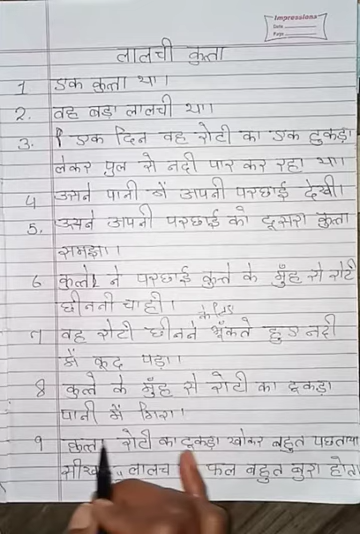 Impressions
Date
Page
लालची कुत्ता
1 एक कुत्ता था।
2. वह बड़ा लालची था।
3. एक दिन वह रोटी का एक टुकड़ा
लेकर पुल से नदी पार कर रहा था।
4 उसने पानी में अपनी परछाई देखी।
5. उसने अपनी परछाई को दूसरा कुत्ता
समझा।
6 कुत्ते ने परछाई कुत्ते के मुँह से रोटी
छीननी चाही।
के लिए
7 वह रोटी छीनने भूँकते हुए नदी
में कूद पड़ा।
8 कुत्ते के मुँह से रोटी का टूकड़ा
पानी में गिरा।
9 कुत्ता रोटी का टूकड़ा खोकर बहुत पछताया
लालच फल बहुत बुरा होता